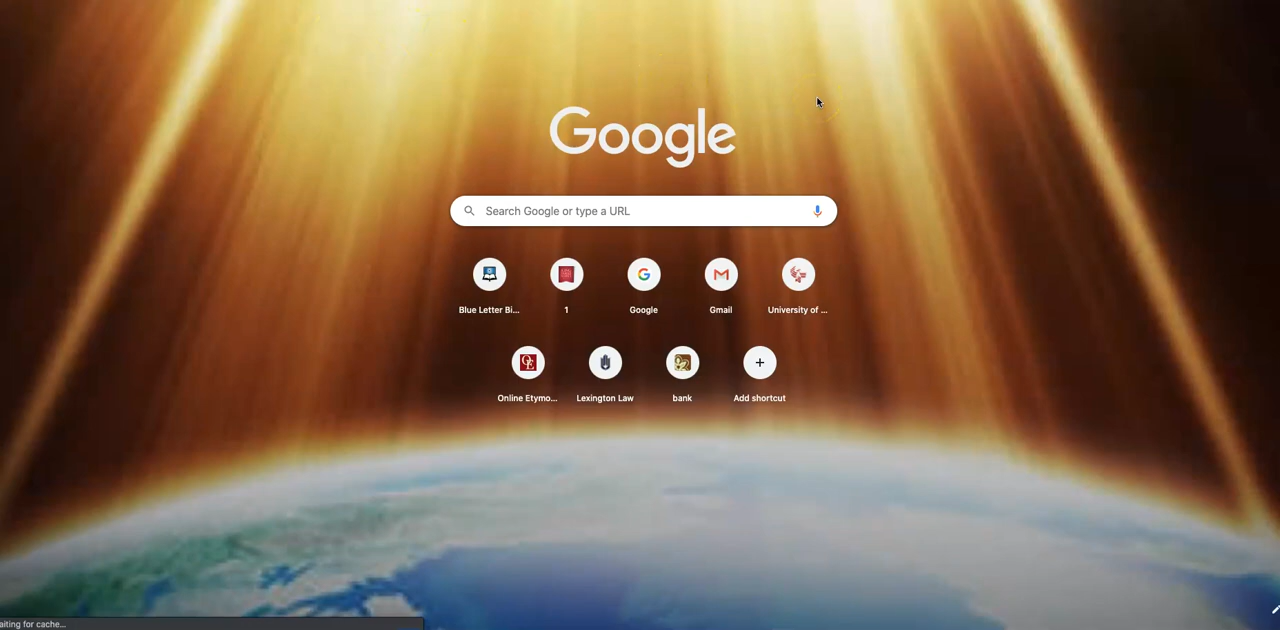 Google
Search Google or type a URL
Blue Letter Bi...
1
Google
Gmail
University of ...
Online Etymo...
Lexington Law
bank
Add shortcut
aiting for cache...